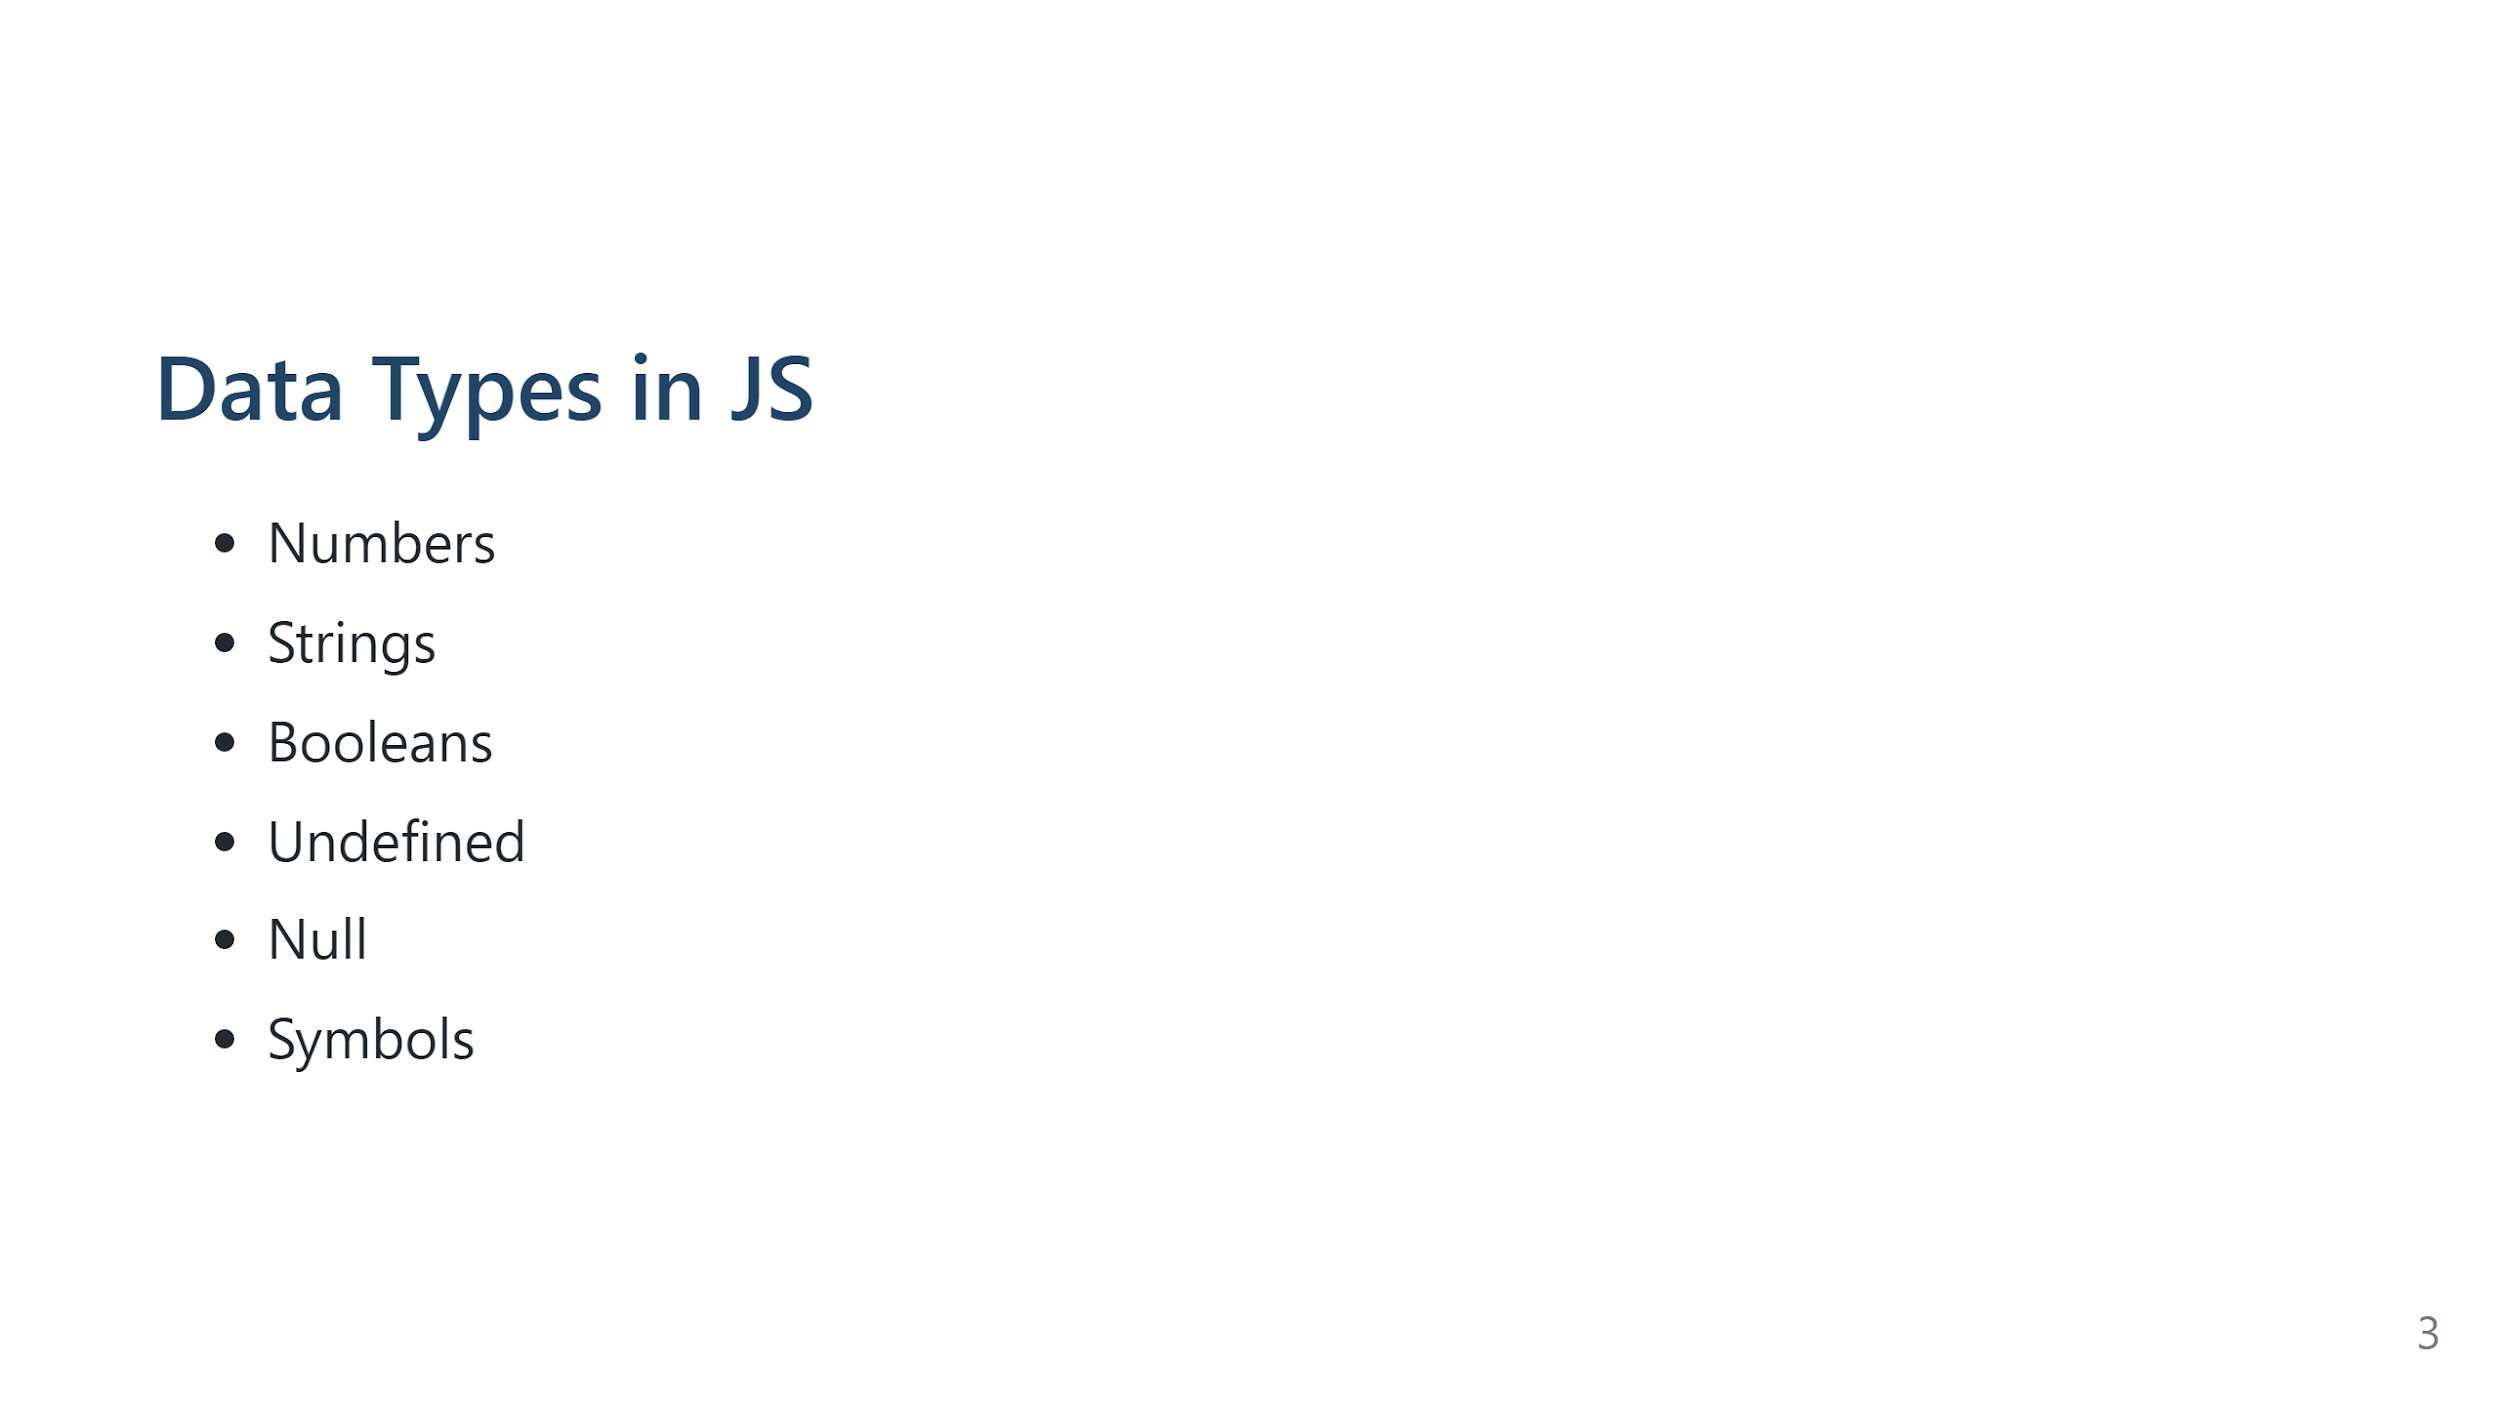 Data Types in JS
• Numbers
• Strings
• Booleans
• Undefined
• Null
• Symbols
3